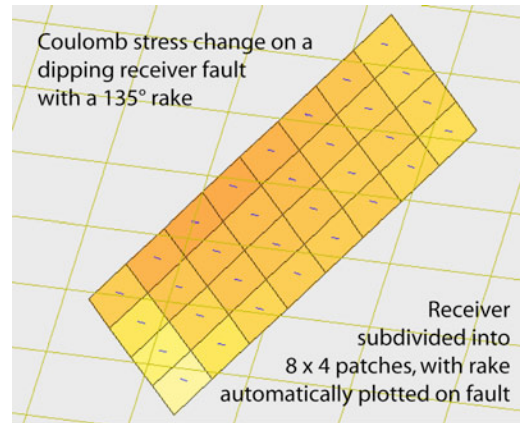 Coulomb stress change on a
dipping receiver fault
with a 135° rake
Receiver
subdivided into
8 x 4 patches, with rake
automatically plotted on fault